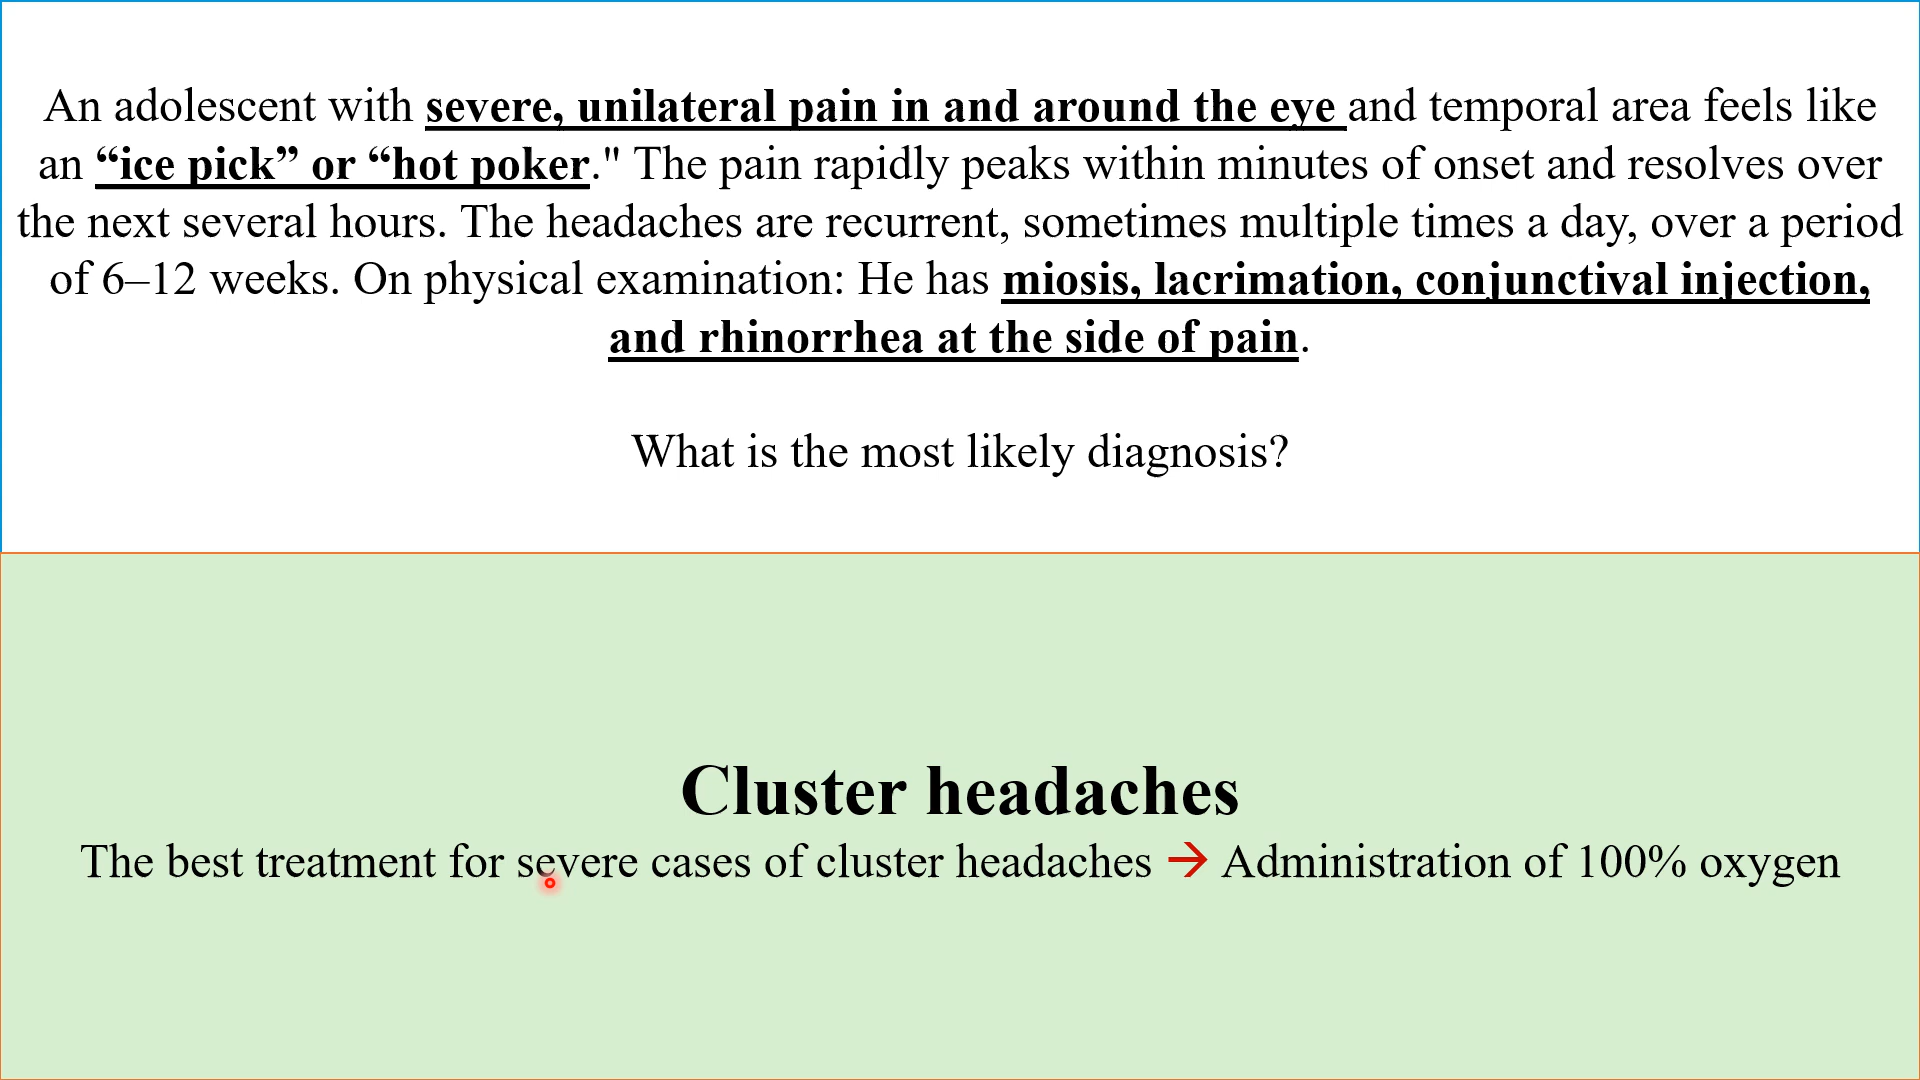 An adolescent with severe, unilateral pain in and around the eye and temporal area feels like
an “ice pick” or “hot poker." The pain rapidly peaks within minutes of onset and resolves over
the next several hours. The headaches are recurrent, sometimes multiple times a day, over a period
of 6–12 weeks. On physical examination: He has miosis, lacrimation, conjunctival injection,
and rhinorrhea at the side of pain.
What is the most likely diagnosis?
Cluster headaches
The best treatment for severe cases of cluster headaches → Administration of 100% oxygen